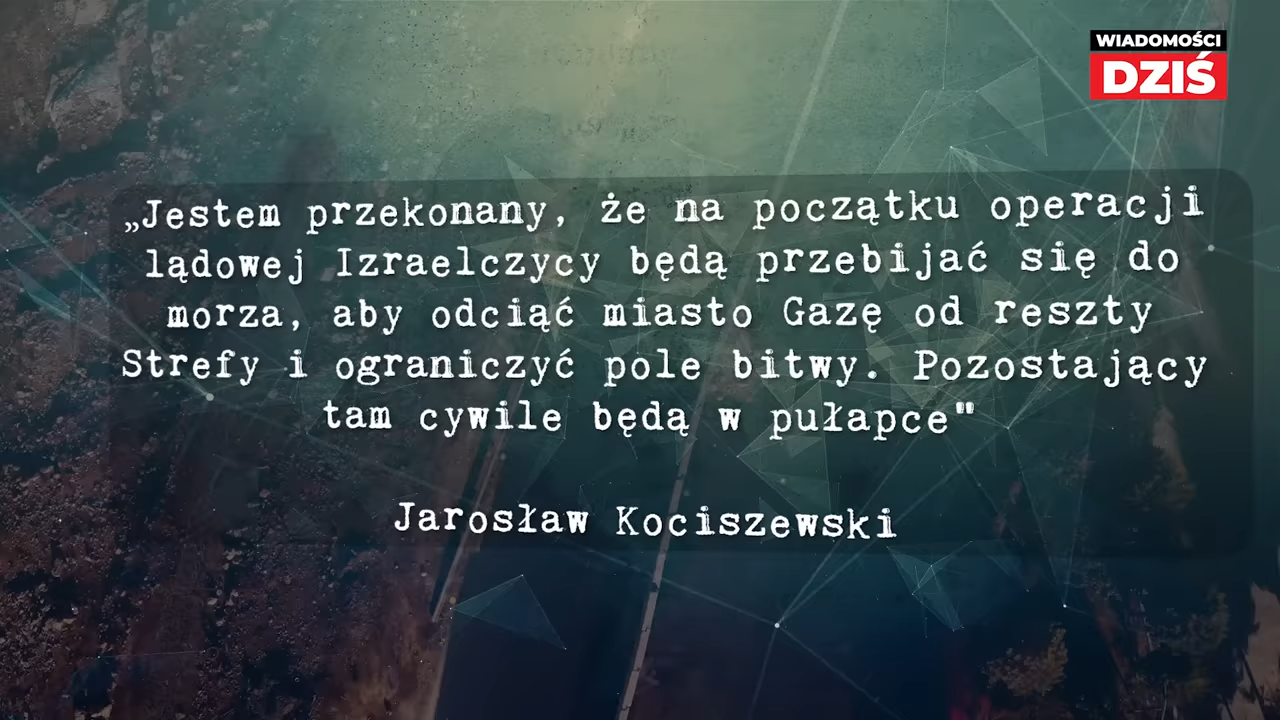 WIADOMOŚCI
DZIŚ
„Jestem przekonany, że na początku operacji
lądowej Izraelczycy będą przebijać się do
morza, aby odciąć miasto Gazę od reszty
Strefy i ograniczyć pole bitwy. Pozostający
tam cywile będą w pułapce"
Jarosław Kociszewski